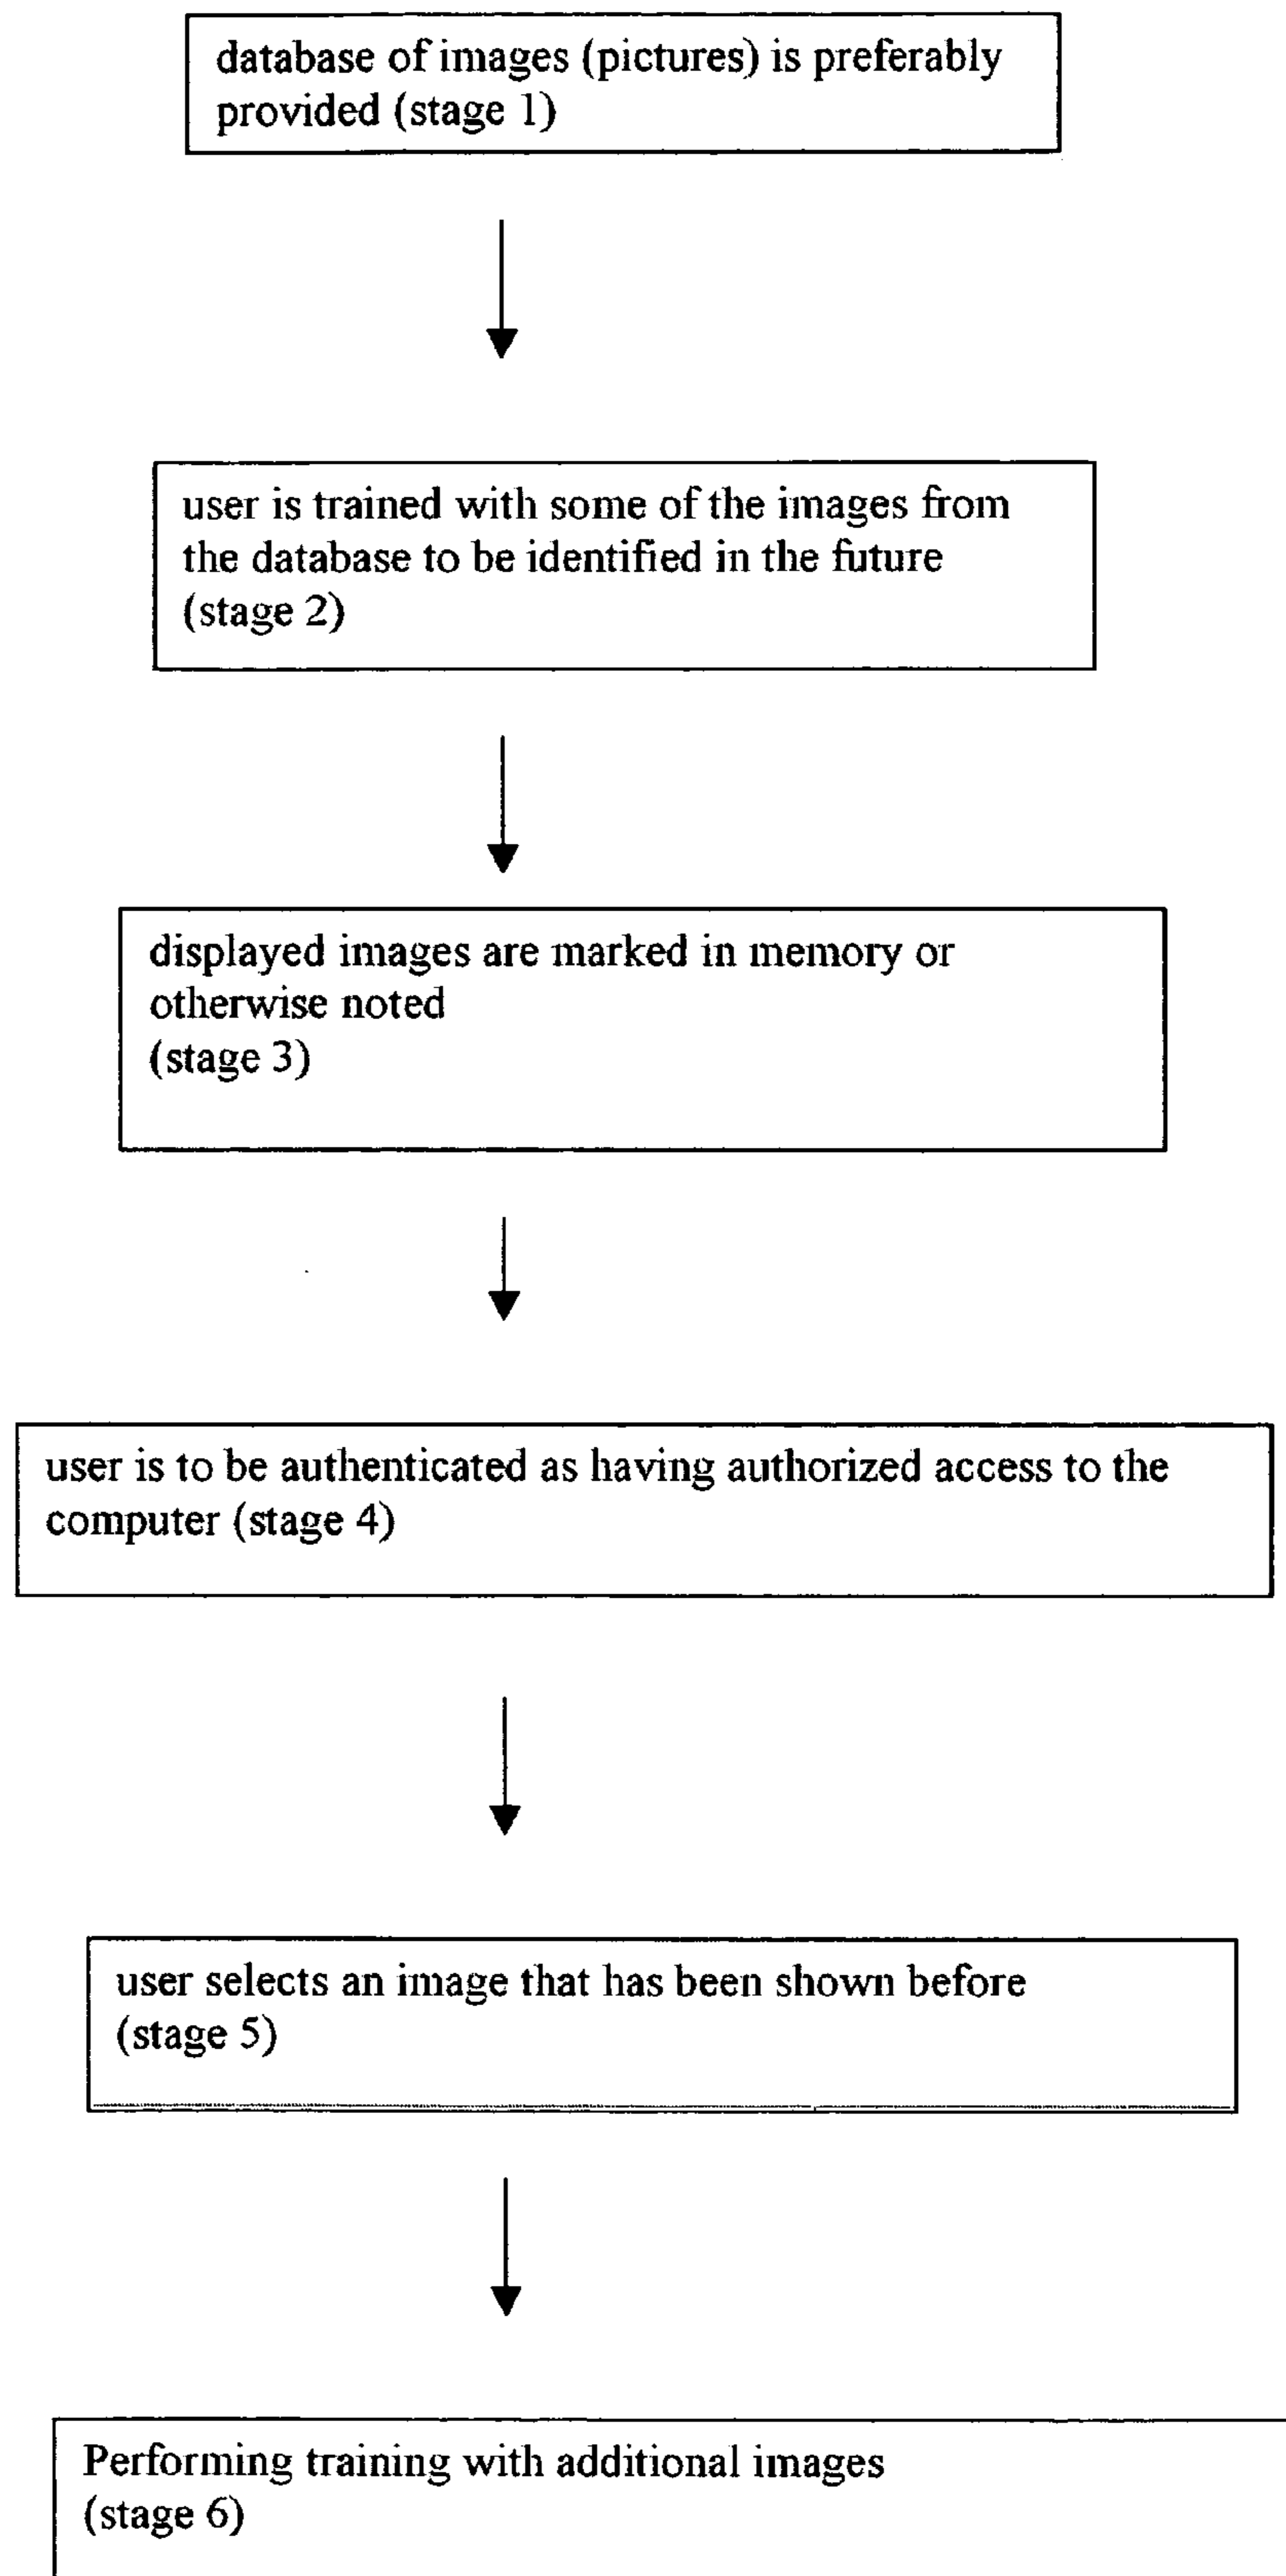 database of images (pictures) is preferably
provided (stage 1)
user is trained with some of the images from
the database to be identified in the future
(stage 2)
displayed images are marked in memory or
otherwise noted
(stage 3)
user is to be authenticated as having authorized access to the
computer (stage 4)
user selects an image that has been shown before
(stage 5)
Performing training with additional images
(stage 6)